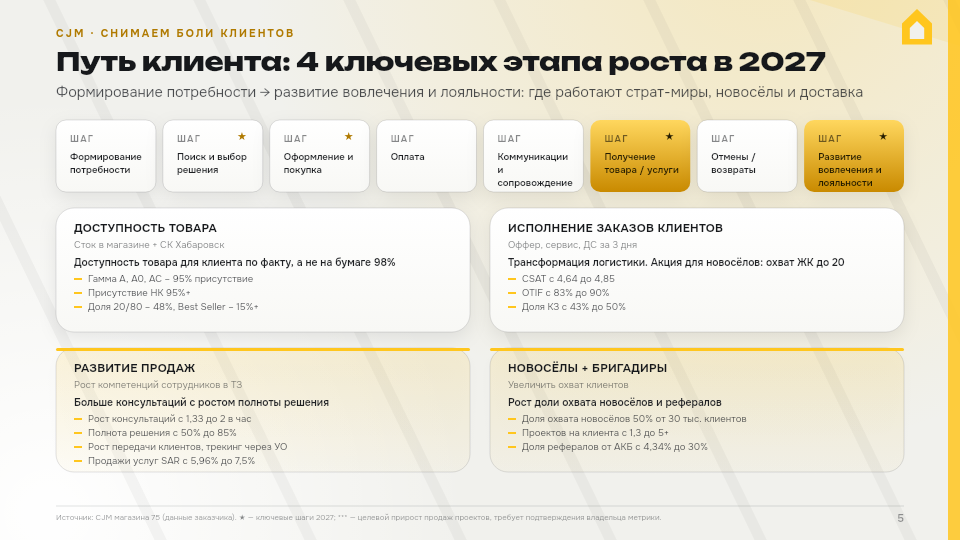 CJM · СНИМАЕМ БОЛИ КЛИЕНТОВ
Путь клиента: 4 ключевых этапа роста в 2027
Формирование потребности → развитие вовлечения и лояльности: где работают страт-миры, новосёлы и доставка
ШАГ
Формирование
потребности
ШАГ ★
Поиск и выбор
решения
ШАГ ★
Оформление и
покупка
ШАГ
Оплата
ШАГ
Коммуникации
и
сопровождение
ШАГ ★
Получение
товара / услуги
ШАГ
Отмены /
возвраты
ШАГ ★
Развитие
вовлечения и
лояльности
ДОСТУПНОСТЬ ТОВАРА
Сток в магазине + СК Хабаровск
Доступность товара для клиента по факту, а не на бумаге 98%
Гамма А, А0, АС – 95% присутствие
Присутствие НК 95%+
Доля 20/80 – 48%, Best Seller – 15%+
ИСПОЛНЕНИЕ ЗАКАЗОВ КЛИЕНТОВ
Оффер, сервис, ДС за 3 дня
Трансформация логистики. Акция для новосёлов: охват ЖК до 20
CSAT с 4,64 до 4,85
OTIF с 83% до 90%
Доля КЗ с 43% до 50%
РАЗВИТИЕ ПРОДАЖ
Рост компетенций сотрудников в ТЗ
Больше консультаций с ростом полноты решения
Рост консультаций с 1,33 до 2 в час
Полнота решения с 50% до 85%
Рост передачи клиентов, трекинг через УО
Продажи услуг SAR с 5,96% до 7,5%
НОВОСЁЛЫ + БРИГАДИРЫ
Увеличить охват клиентов
Рост доли охвата новосёлов и рефералов
Доля охвата новосёлов 50% от 30 тыс. клиентов
Проектов на клиента с 1,3 до 5+
Доля рефералов от АКБ с 4,34% до 30%
Источник: CJM магазина 75 (данные заказчика). ★ — ключевые шаги 2027; *** — целевой прирост продаж проектов, требует подтверждения владельца метрики.
5